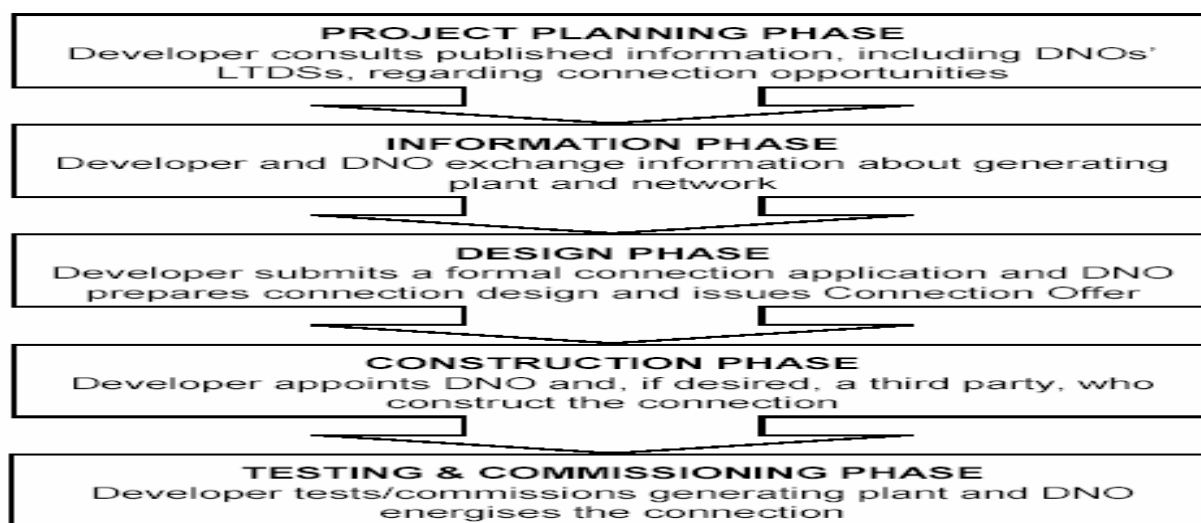 PROJECT PLANNING PHASE
Developer consults published information, including DNOs'
LTDSs, regarding connection opportunities
INFORMATION PHASE
Developer and DNO exchange information about generating
plant and network
DESIGN PHASE
Developer submits a formal connection application and DNO
prepares connection design and issues Connection Offer
CONSTRUCTION PHASE
Developer appoints DNO and, if desired, a third party, who
construct the connection
TESTING & COMMISSIONING PHASE
Developer tests/commissions generating plant and DNO
energises the connection